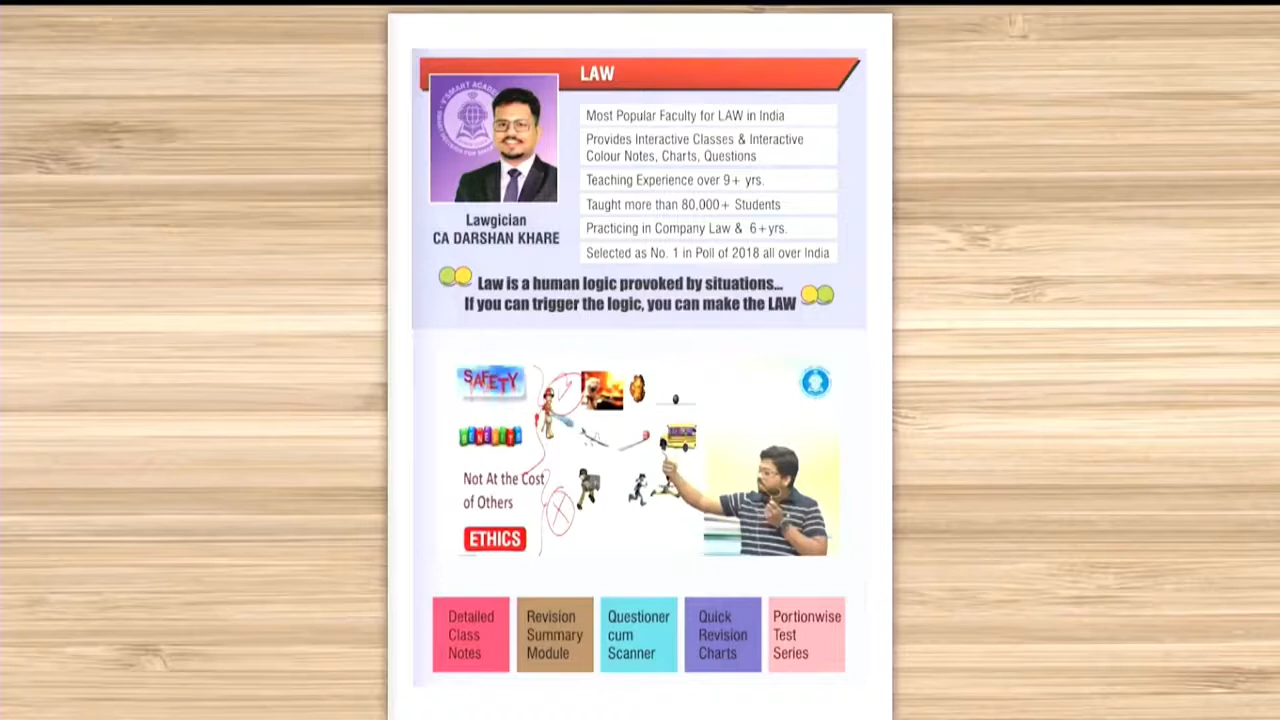 LAW
V'SMART ACADEMY
Lawgician
CA DARSHAN KHARE
Most Popular Faculty for LAW in India
Provides Interactive Classes & Interactive
Colour Notes, Charts, Questions
Teaching Experience over 9+ yrs.
Taught more than 80,000+ Students
Practicing in Company Law & 6+yrs.
Selected as No. 1 in Poll of 2018 all over India
Law is a human logic provoked by situations...
If you can trigger the logic, you can make the LAW
SAFETY
BENEFITS
Not At the Cost
of Others
ETHICS
Detailed
Class
Notes
Revision
Summary
Module
Questioner
cum
Scanner
Quick
Revision
Charts
Portionwise
Test
Series